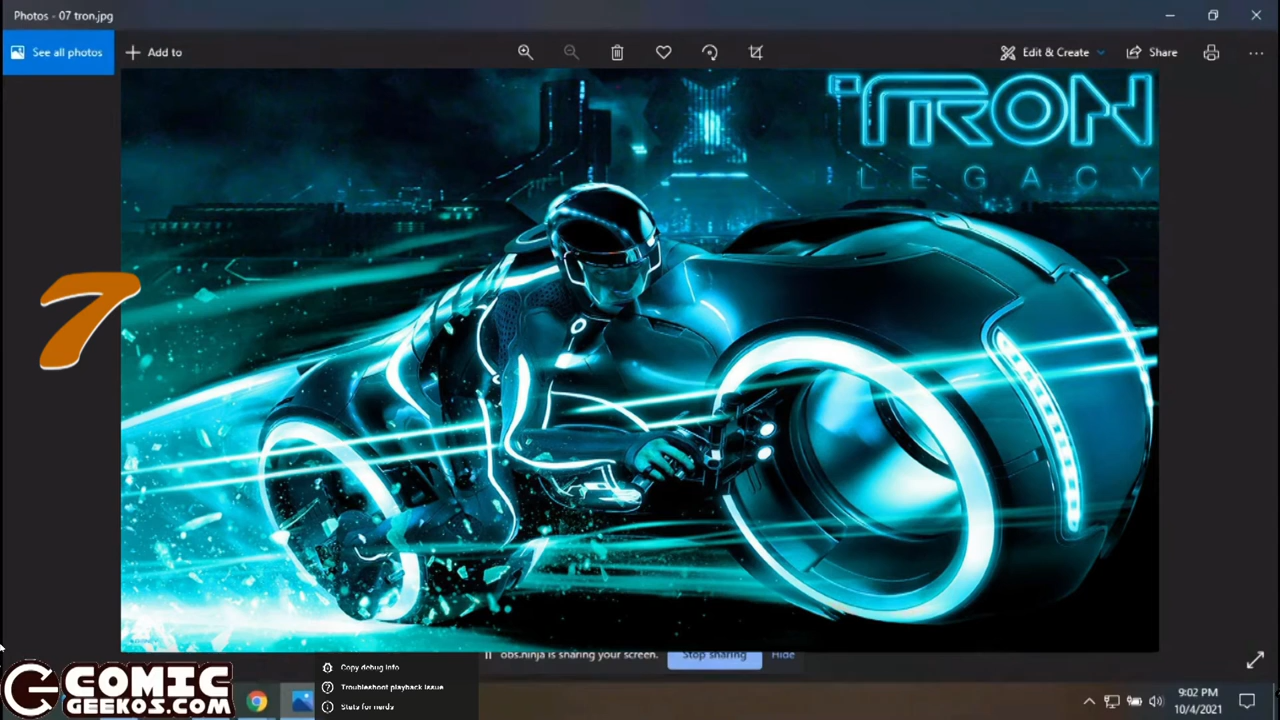 Photos - 07 tron.jpg
See all photos
Add to
Edit & Create
Share
TRON
LEGACY
7
obs.ninja is sharing your screen.
Stop sharing
Hide
COMIC
GEEKOS.COM
Copy debug info
Troubleshoot playback issue
Stats for nerds
9:02 PM
10/4/2021